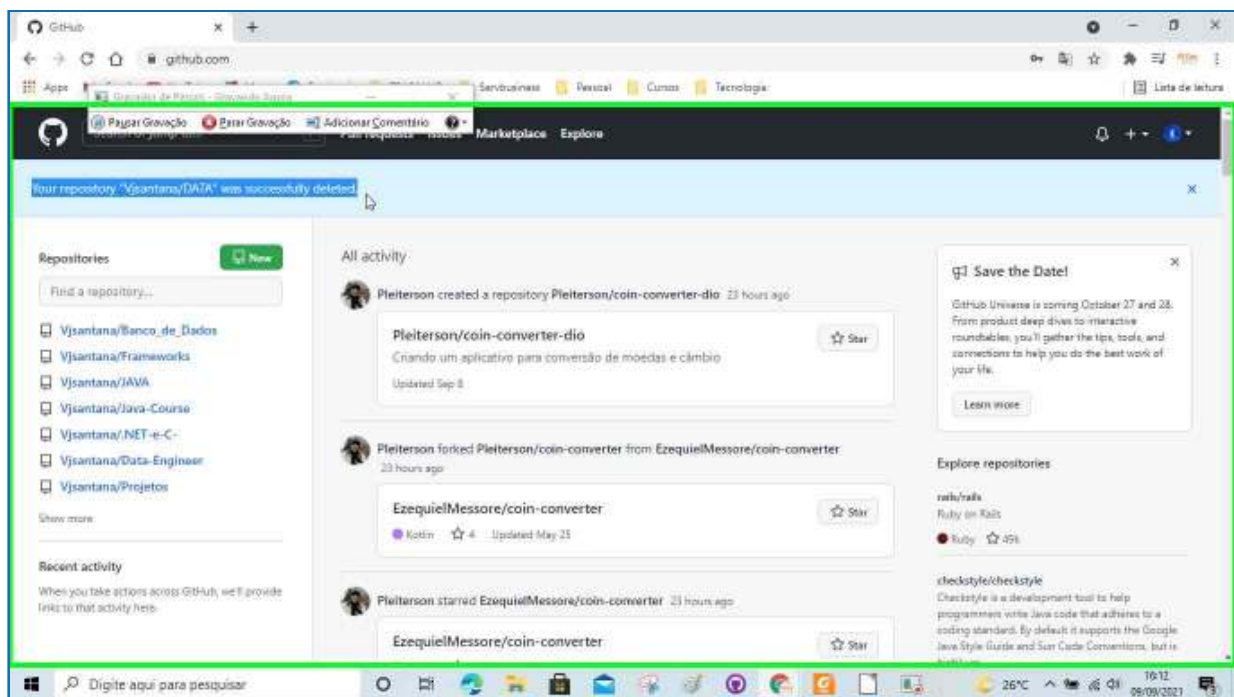 GitHub
github.com
Apps
Servbusiness
Pessoal
Cursos
Tecnologia
Lista de leitura
Gravador de Passos - Gravando Agora
Pausar Gravação
Parar Gravação
Adicionar Comentário
Pull requests
Issues
Marketplace
Explore
Your repository "Vjsantana/DATA" was successfully deleted.
Repositories
New
Find a repository...
Vjsantana/Banco_de_Dados
Vjsantana/Frameworks
Vjsantana/JAVA
Vjsantana/Java-Course
Vjsantana/.NET-e-C-
Vjsantana/Data-Engineer
Vjsantana/Projetos
Show more
Recent activity
When you take actions across GitHub, we'll provide
links to that activity here.
All activity
Pleiterson created a repository Pleiterson/coin-converter-dio 23 hours ago
Pleiterson/coin-converter-dio
Star
Criando um aplicativo para conversão de moedas e câmbio
Updated Sep 8
Pleiterson forked Pleiterson/coin-converter from EzequielMessore/coin-converter
23 hours ago
EzequielMessore/coin-converter
Star
Kotlin 4 Updated May 25
Pleiterson starred EzequielMessore/coin-converter 23 hours ago
EzequielMessore/coin-converter
Star
Save the Date!
GitHub Universe is coming October 27 and 28.
From product deep dives to interactive
roundtables, you'll gather the tips, tools, and
connections to help you do the best work of
your life.
Learn more
Explore repositories
rails/rails
Ruby on Rails
Ruby 49k
checkstyle/checkstyle
Checkstyle is a development tool to help
programmers write Java code that adheres to a
coding standard. By default it supports the Google
Java Style Guide and Sun Code Conventions, but is
Digite aqui para pesquisar
26°C
16:12
09/09/2021